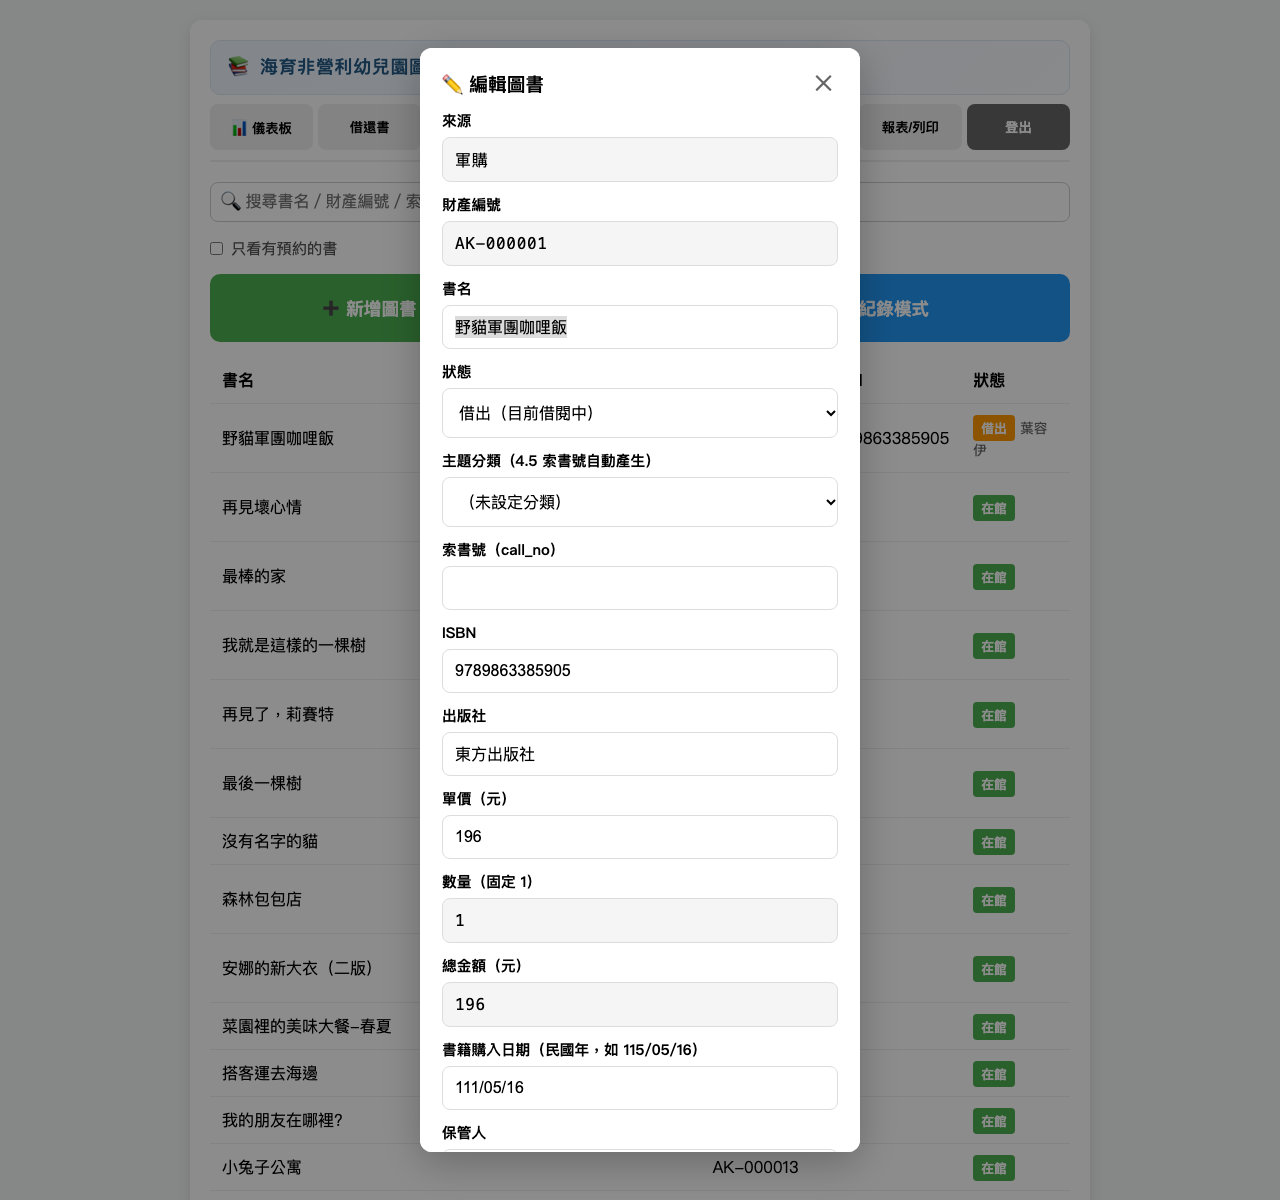 海育非營利幼兒園
儀表板
借還書
報表/列印
登出
搜尋書名 / 財產編號 / 索
只看有預約的書
新增圖書
紀錄模式
書名
狀態
野貓軍團咖哩飯
9863385905
借出 葉容
伊
再見壞心情
在館
最棒的家
在館
我就是這樣的一棵樹
在館
再見了，莉賽特
在館
最後一棵樹
在館
沒有名字的貓
在館
森林包包店
在館
安娜的新大衣（二版）
在館
菜園裡的美味大餐–春夏
在館
搭客運去海邊
在館
我的朋友在哪裡?
在館
小兔子公寓
AK–000013
在館
編輯圖書
來源
軍購
財產編號
AK-000001
書名
野貓軍團咖哩飯
狀態
借出（目前借閱中）
主題分類（4.5 索書號自動產生）
（未設定分類）
索書號（call_no）
ISBN
9789863385905
出版社
東方出版社
單價（元）
196
數量（固定 1）
1
總金額（元）
196
書籍購入日期（民國年，如 115/05/16）
111/05/16
保管人